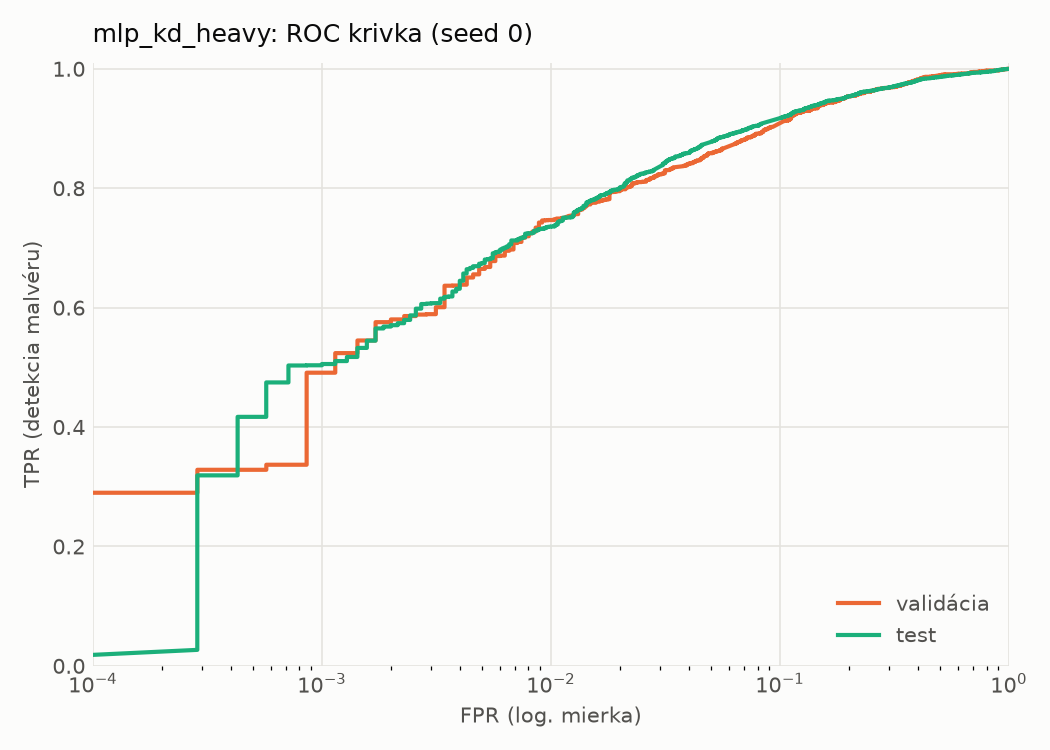 mlp_kd_heavy: ROC krivka (seed 0)
1.0
0.8
0.6
0.4
0.2
0.0
TPR (detekcia malvéru)
10⁻⁴
10⁻³
10⁻²
10⁻¹
10⁰
FPR (log. mierka)
validácia
test